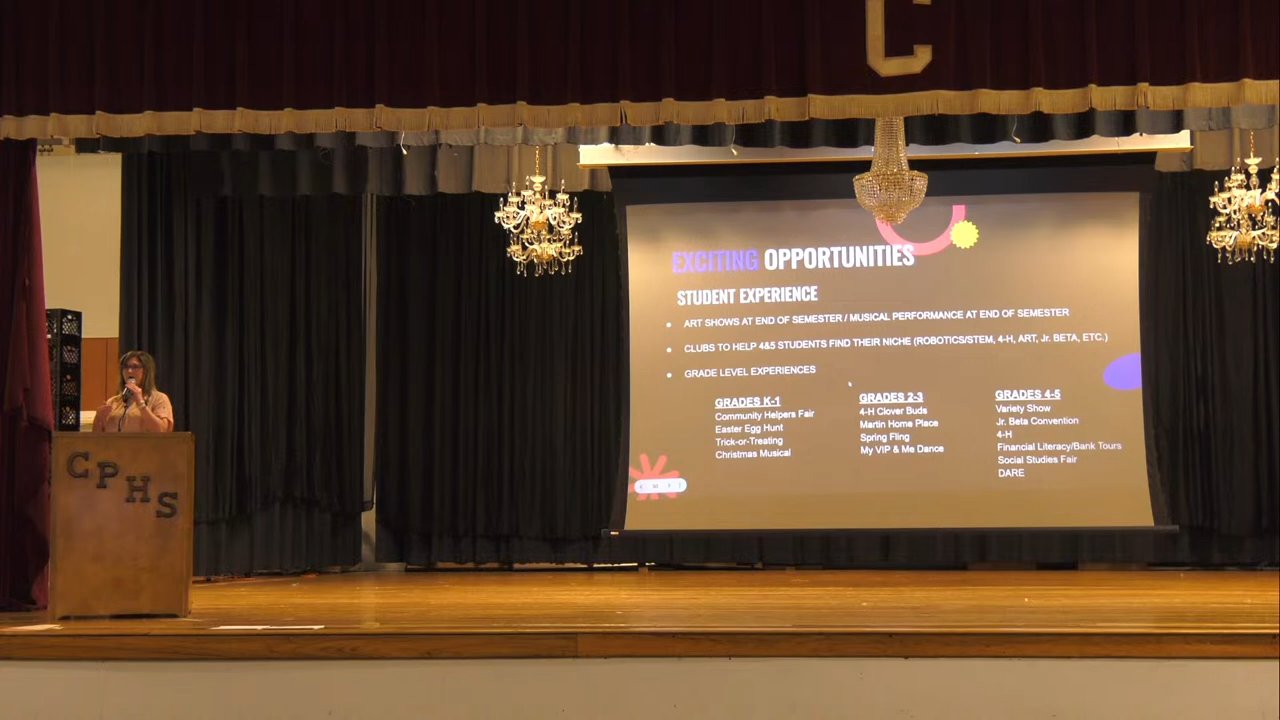 C
EXCITING OPPORTUNITIES
STUDENT EXPERIENCE
ART SHOWS AT END OF SEMESTER / MUSICAL PERFORMANCE AT END OF SEMESTER
CLUBS TO HELP 4&5 STUDENTS FIND THEIR NICHE (ROBOTICS/STEM, 4-H, ART, Jr. BETA, ETC.)
GRADE LEVEL EXPERIENCES
GRADES K-1
Community Helpers Fair
Easter Egg Hunt
Trick-or-Treating
Christmas Musical
GRADES 2-3
4-H Clover Buds
Martin Home Place
Spring Fling
My VIP & Me Dance
GRADES 4-5
Variety Show
Jr. Beta Convention
4-H
Financial Literacy/Bank Tours
Social Studies Fair
DARE
CPHS